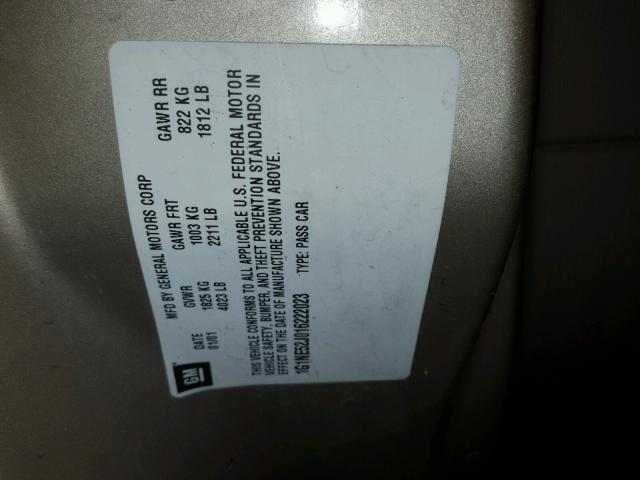 GM
MFD BY GENERAL MOTORS CORP
DATE GVWR GAWR FRT GAWR RR
01/01 1825 KG 1003 KG 822 KG
4023 LB 2211 LB 1812 LB
THIS VEHICLE CONFORMS TO ALL APPLICABLE U.S. FEDERAL MOTOR
VEHICLE SAFETY, BUMPER, AND THEFT PREVENTION STANDARDS IN
EFFECT ON THE DATE OF MANUFACTURE SHOWN ABOVE.
1G1NE52J016222023 TYPE: PASS CAR